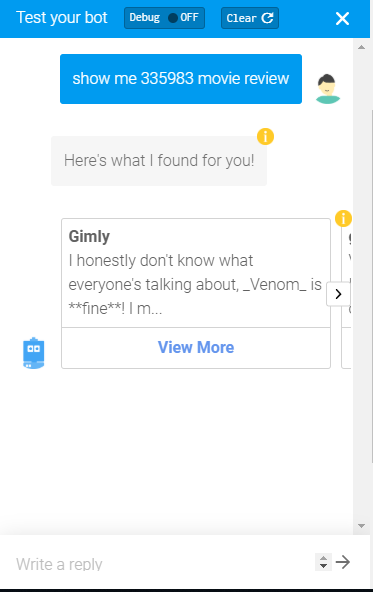 Test your bot Debug OFF Clear
show me 335983 movie review
Here's what I found for you!
Gimly
I honestly don't know what
everyone's talking about, _Venom_ is
**fine**! I m...
View More
Write a reply